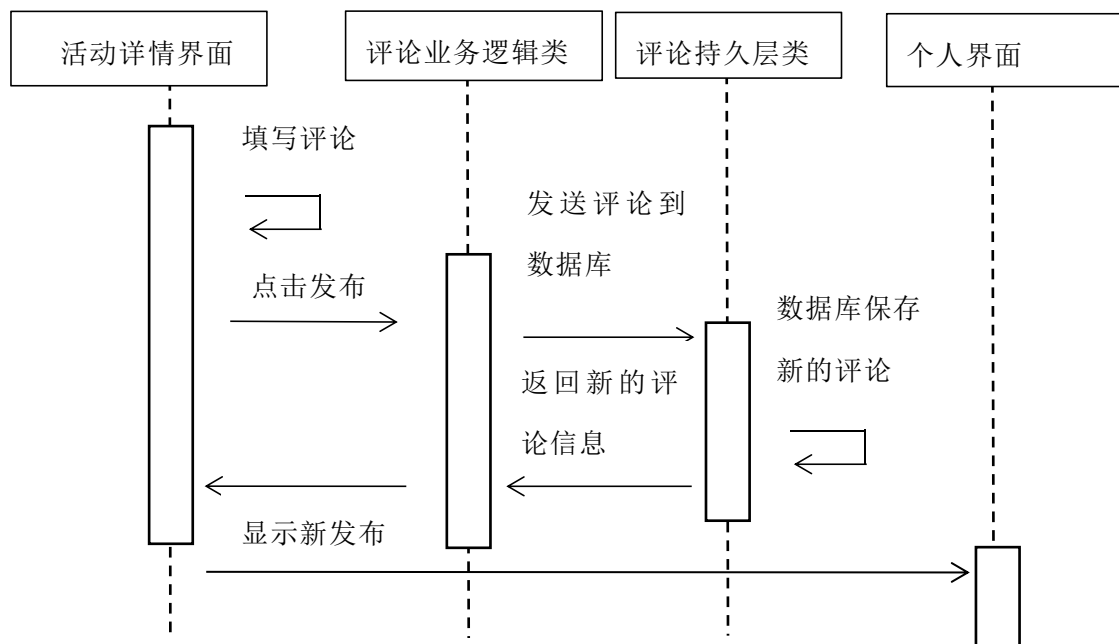 活动详情界面
评论业务逻辑类
评论持久层类
个人界面
填写评论
发送评论到
数据库
点击发布
数据库保存
新的评论
返回新的评
论信息
显示新发布